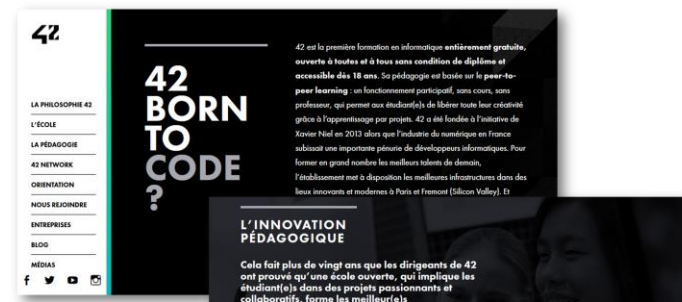 42
LA PHILOSOPHIE 42
L'ÉCOLE
LA PÉDAGOGIE
42 NETWORK
ORIENTATION
NOUS REJOINDRE
ENTREPRISES
BLOG
MÉDIAS
42
BORN
TO
CODE
?
42 est la première formation en informatique entièrement gratuite,
ouverte à toutes et à tous sans condition de diplôme et
accessible dès 18 ans. Sa pédagogie est basée sur le peer-to-
peer learning : un fonctionnement participatif, sans cours, sans
professeur, qui permet aux étudiant(e)s de libérer toute leur créativité
grâce à l'apprentissage par projets. 42 a été fondée à l'initiative de
Xavier Niel en 2013 alors que l'industrie du numérique en France
subissait une importante pénurie de développeurs informatiques. Pour
former en grand nombre les meilleurs talents de demain,
l'établissement met à disposition les meilleures infrastructures dans des
lieux innovants et modernes à Paris et Fremont (Silicon Valley). Et
L'INNOVATION
PÉDAGOGIQUE
Cela fait plus de vingt ans que les dirigeants de 42
ont prouvé qu'une école ouverte, qui implique les
étudiant(e)s dans des projets passionnants et
collaboratifs, forme les meilleur(e)s